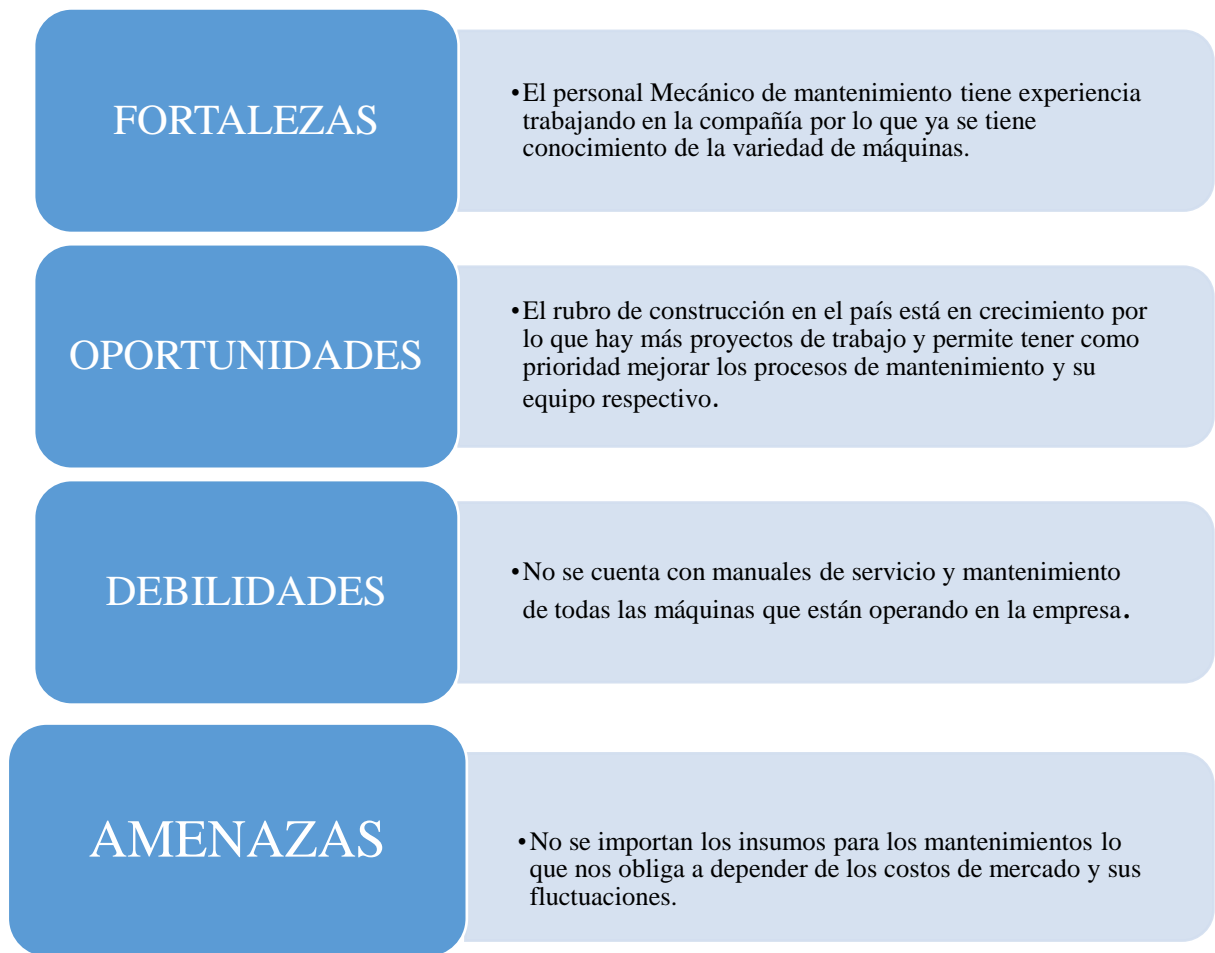 FORTALEZAS
•El personal Mecánico de mantenimiento tiene experiencia
trabajando en la compañía por lo que ya se tiene
conocimiento de la variedad de máquinas.
OPORTUNIDADES
•El rubro de construcción en el país está en crecimiento por
lo que hay más proyectos de trabajo y permite tener como
prioridad mejorar los procesos de mantenimiento y su
equipo respectivo.
DEBILIDADES
•No se cuenta con manuales de servicio y mantenimiento
de todas las máquinas que están operando en la empresa.
AMENAZAS
•No se importan los insumos para los mantenimientos lo
que nos obliga a depender de los costos de mercado y sus
fluctuaciones.